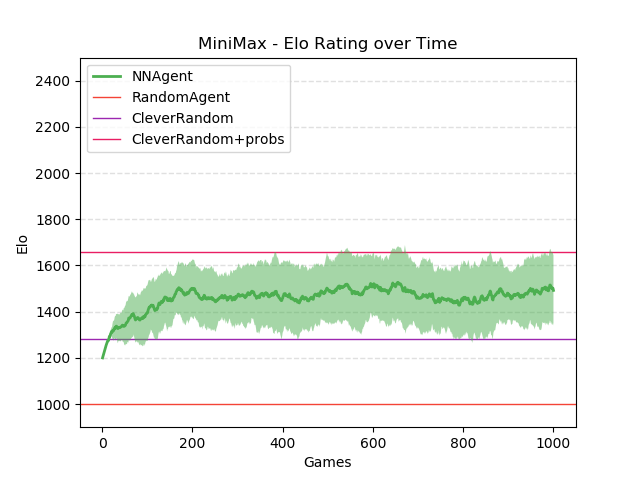 MiniMax - Elo Rating over Time
NNAgent
RandomAgent
CleverRandom
CleverRandom+probs
2400
2200
2000
1800
1600
1400
1200
1000
Elo
0 200 400 600 800 1000
Games